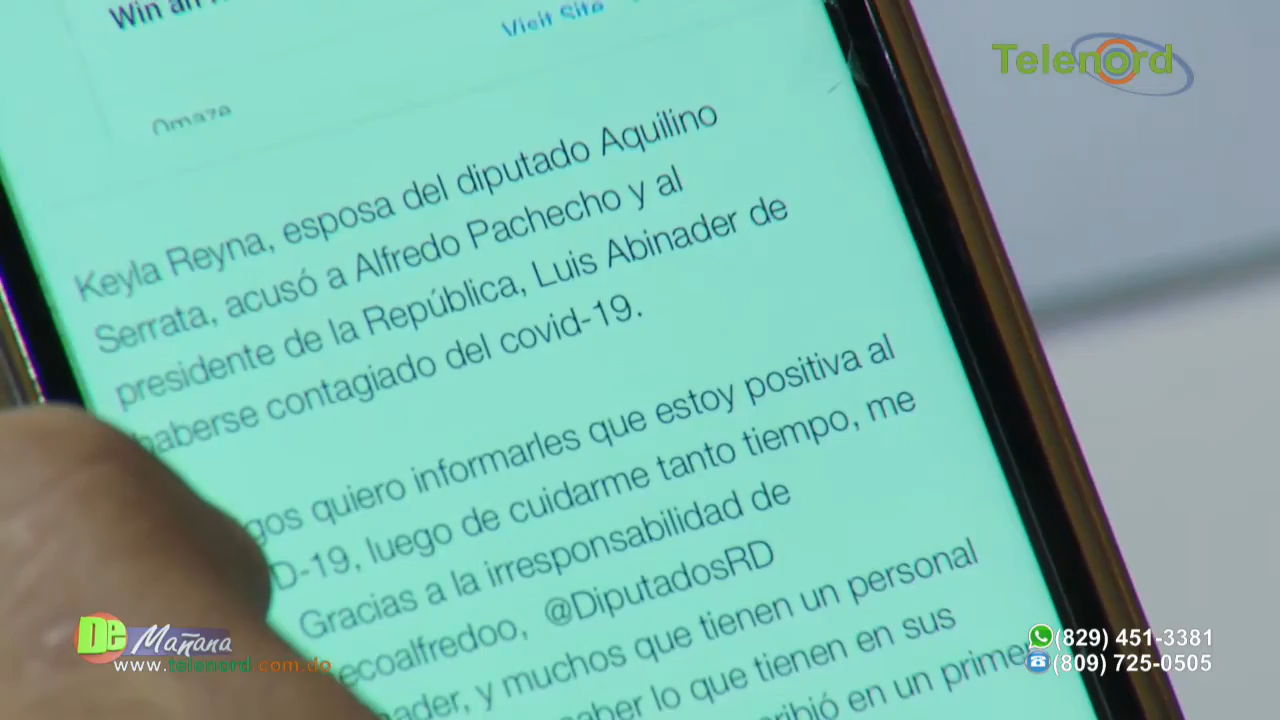 Win an
Visit Site
Omaze
Telenord
Keyla Reyna, esposa del diputado Aquilino
Serrata, acusó a Alfredo Pachecho y al
presidente de la República, Luis Abinader de
haberse contagiado del covid-19.
gos quiero informarles que estoy positiva al
D-19, luego de cuidarme tanto tiempo, me
Gracias a la irresponsabilidad de
ecoalfredoo, @DiputadosRD
ader, y muchos que tienen un personal
aber lo que tienen en sus
ribió en un primer
De Mañana
www.telenord.com.do
(829) 451-3381
(809) 725-0505